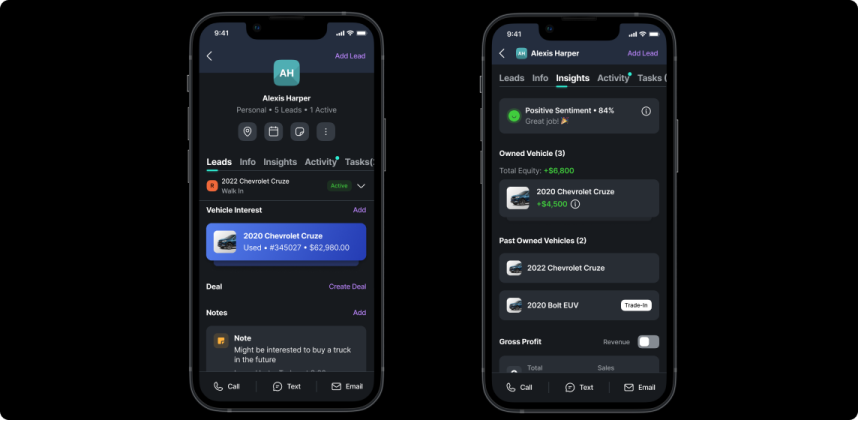 9:41
Add Lead
AH
Alexis Harper
Personal • 5 Leads • 1 Active
Leads Info Insights Activity Tasks(
R
2022 Chevrolet Cruze
Walk In
Active
Vehicle Interest
Add
2020 Chevrolet Cruze
Used • #345027 • $62,980.00
Deal
Create Deal
Notes
Add
Note
Might be interested to buy a truck
in the future
Call
Text
Email
9:41
AH
Alexis Harper
Add Lead
Leads Info Insights Activity Tasks (
Positive Sentiment • 84%
Great job! 🎉
Owned Vehicle (3)
Total Equity: +$6,800
2020 Chevrolet Cruze
+$4,500
Past Owned Vehicles (2)
2022 Chevrolet Cruze
2020 Bolt EUV
Trade-In
Gross Profit
Revenue
Total
Sales
Call
Text
Email